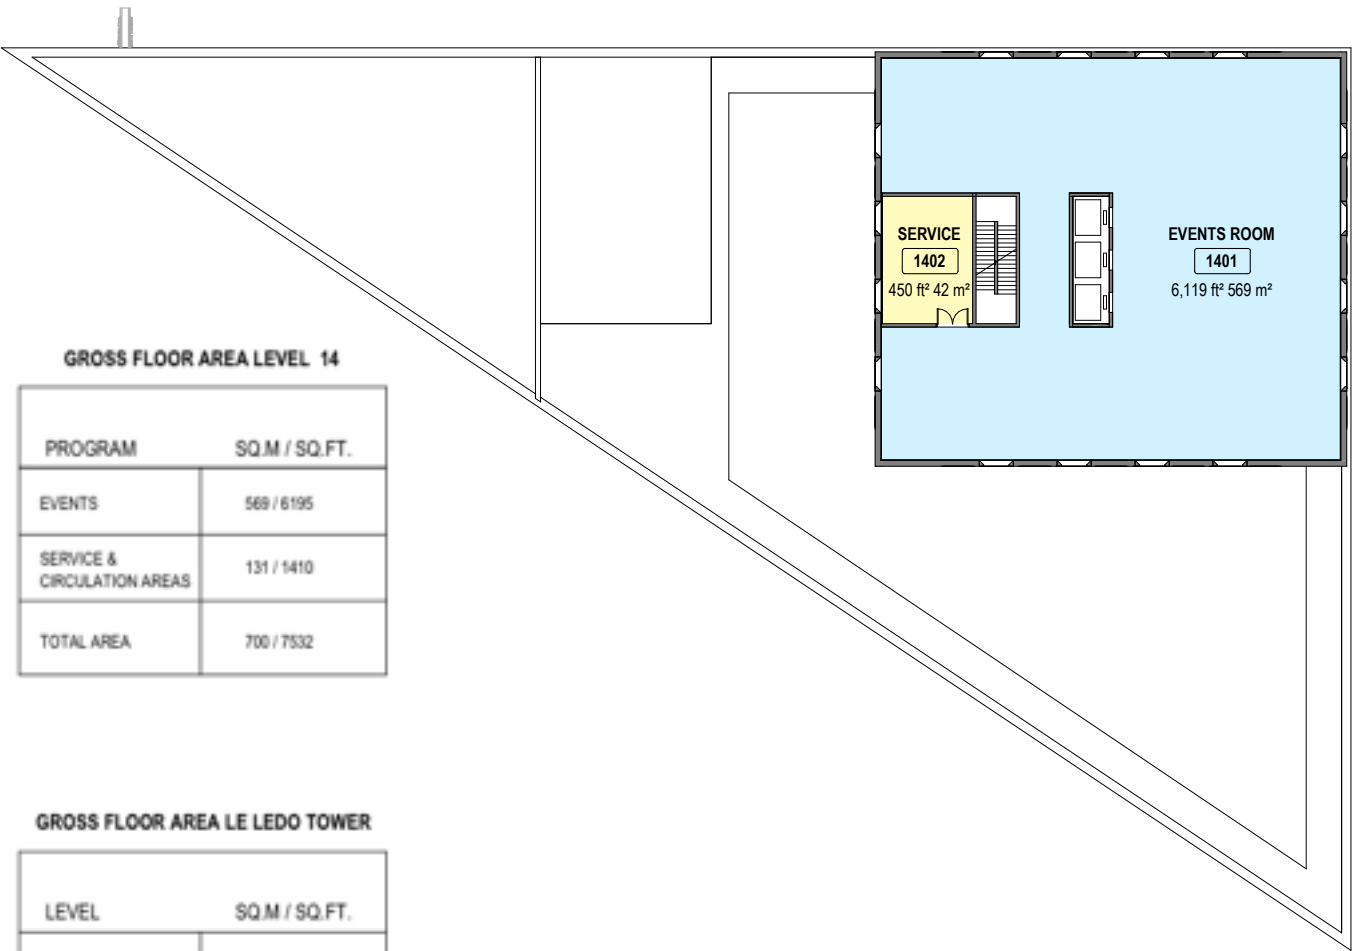 SERVICE
1402
450 ft² 42 m²
EVENTS ROOM
1401
6,119 ft² 569 m²
GROSS FLOOR AREA LEVEL 14
PROGRAM SQ.M / SQ.FT.
EVENTS 569 / 6195
SERVICE &
CIRCULATION AREAS 131 / 1410
TOTAL AREA 700 / 7532
GROSS FLOOR AREA LE LEDO TOWER
LEVEL SQ.M / SQ.FT.